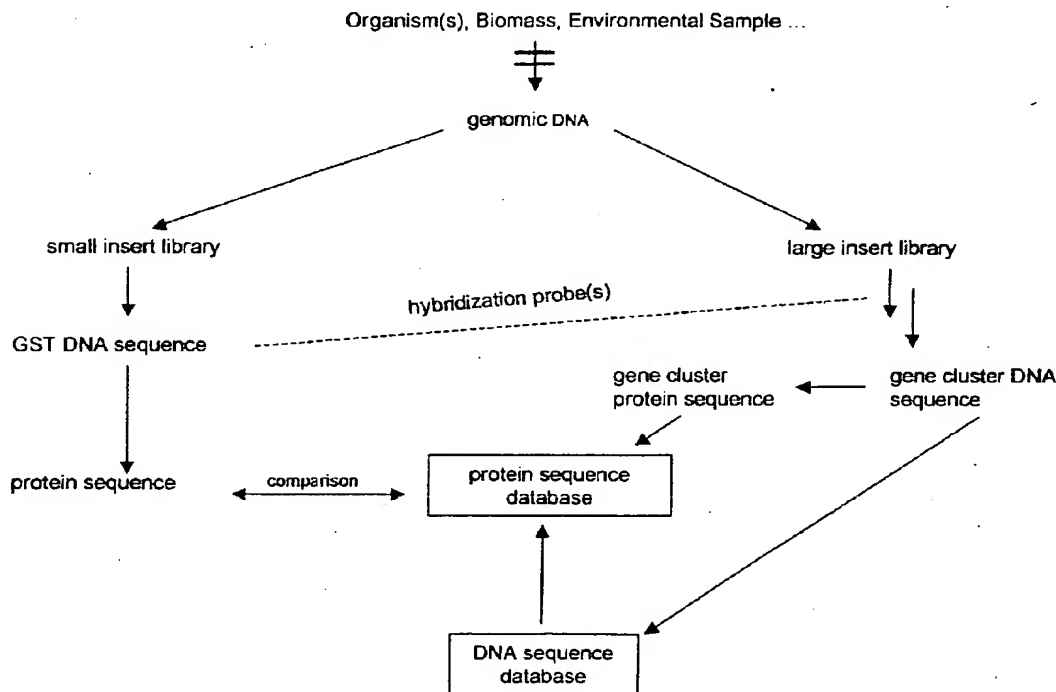 Organism(s), Biomass, Environmental Sample ...
genomic DNA
small insert library
large insert library
hybridization probe(s)
GST DNA sequence
gene cluster
protein sequence
gene cluster DNA
sequence
protein sequence
comparison
protein sequence
database
DNA sequence
database